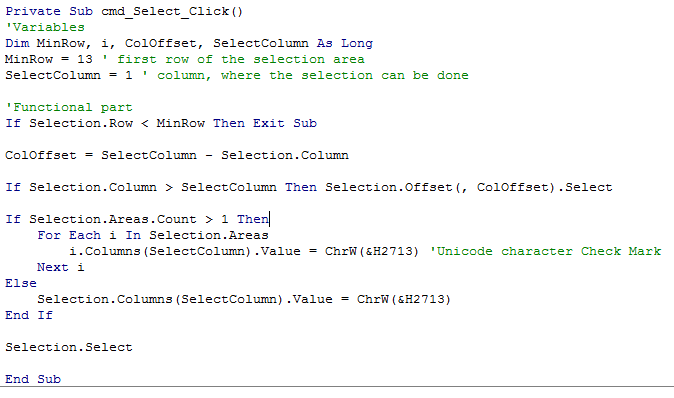 Private Sub cmd_Select_Click()
'Variables
Dim MinRow, i, ColOffset, SelectColumn As Long
MinRow = 13 ' first row of the selection area
SelectColumn = 1 ' column, where the selection can be done
'Functional part
If Selection.Row < MinRow Then Exit Sub
ColOffset = SelectColumn - Selection.Column
If Selection.Column > SelectColumn Then Selection.Offset(, ColOffset).Select
If Selection.Areas.Count > 1 Then
For Each i In Selection.Areas
i.Columns(SelectColumn).Value = ChrW(&H2713) 'Unicode character Check Mark
Next i
Else
Selection.Columns(SelectColumn).Value = ChrW(&H2713)
End If
Selection.Select
End Sub